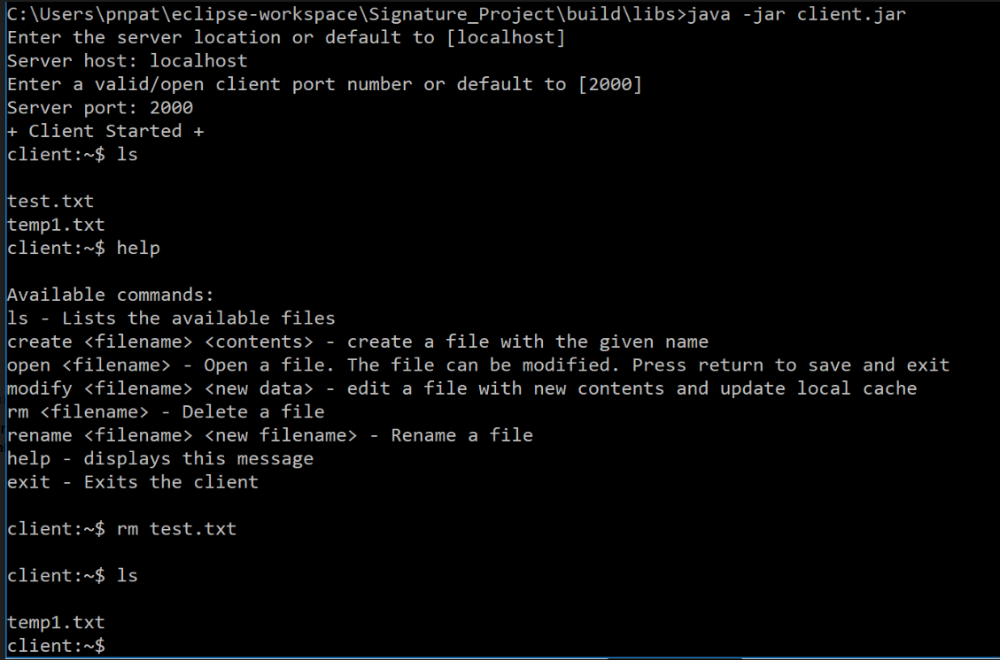 C:\Users\pnpat\eclipse-workspace\Signature_Project\build\libs>java -jar client.jar
Enter the server location or default to [localhost]
Server host: localhost
Enter a valid/open client port number or default to [2000]
Server port: 2000
+ Client Started +
client:~$ ls
test.txt
temp1.txt
client:~$ help
Available commands:
ls - Lists the available files
create <filename> <contents> - create a file with the given name
open <filename> - Open a file. The file can be modified. Press return to save and exit
modify <filename> <new data> - edit a file with new contents and update local cache
rm <filename> - Delete a file
rename <filename> <new filename> - Rename a file
help - displays this message
exit - Exits the client
client:~$ rm test.txt
client:~$ ls
temp1.txt
client:~$